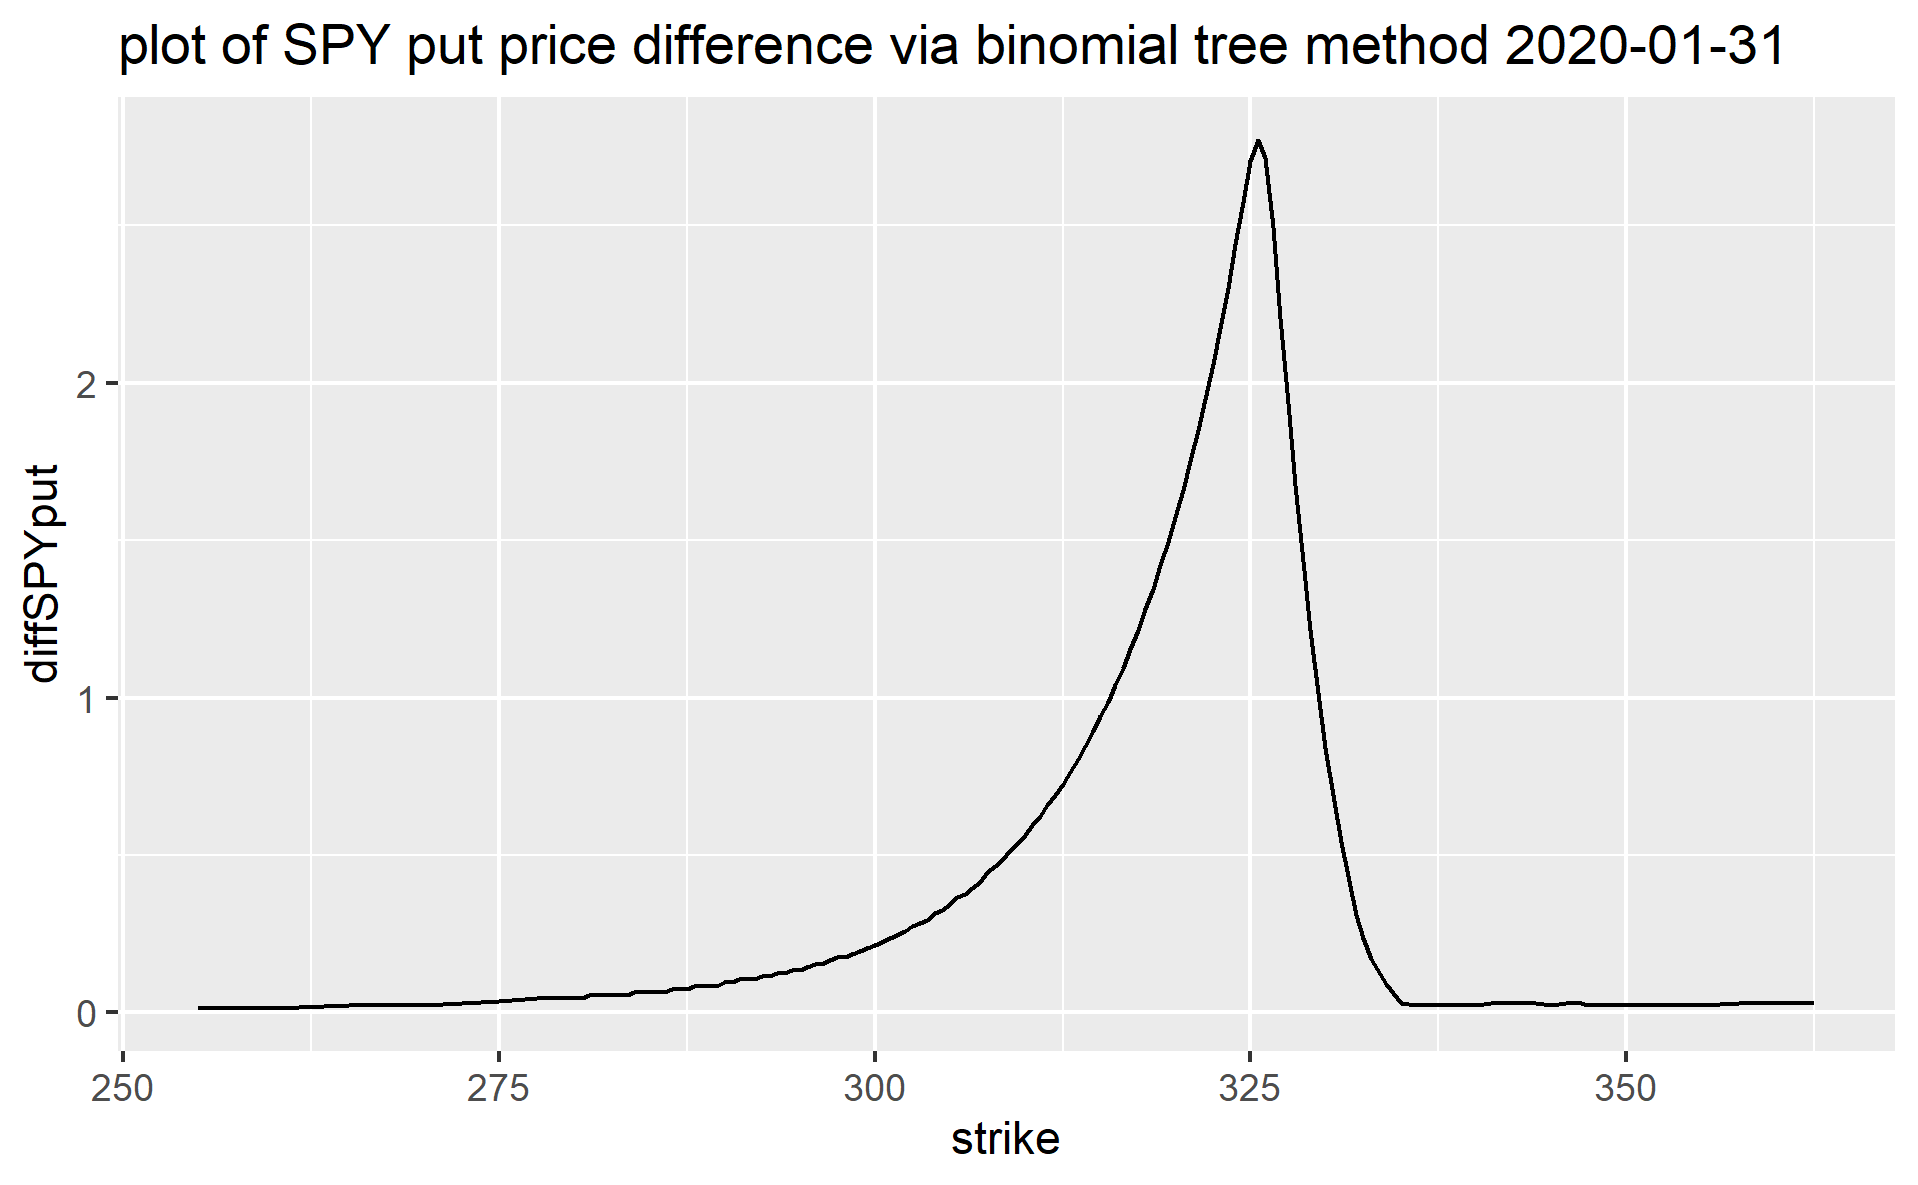 plot of SPY put price difference via binomial tree method 2020-01-31
diffSPYput
2
1
0
250 275 300 325 350
strike